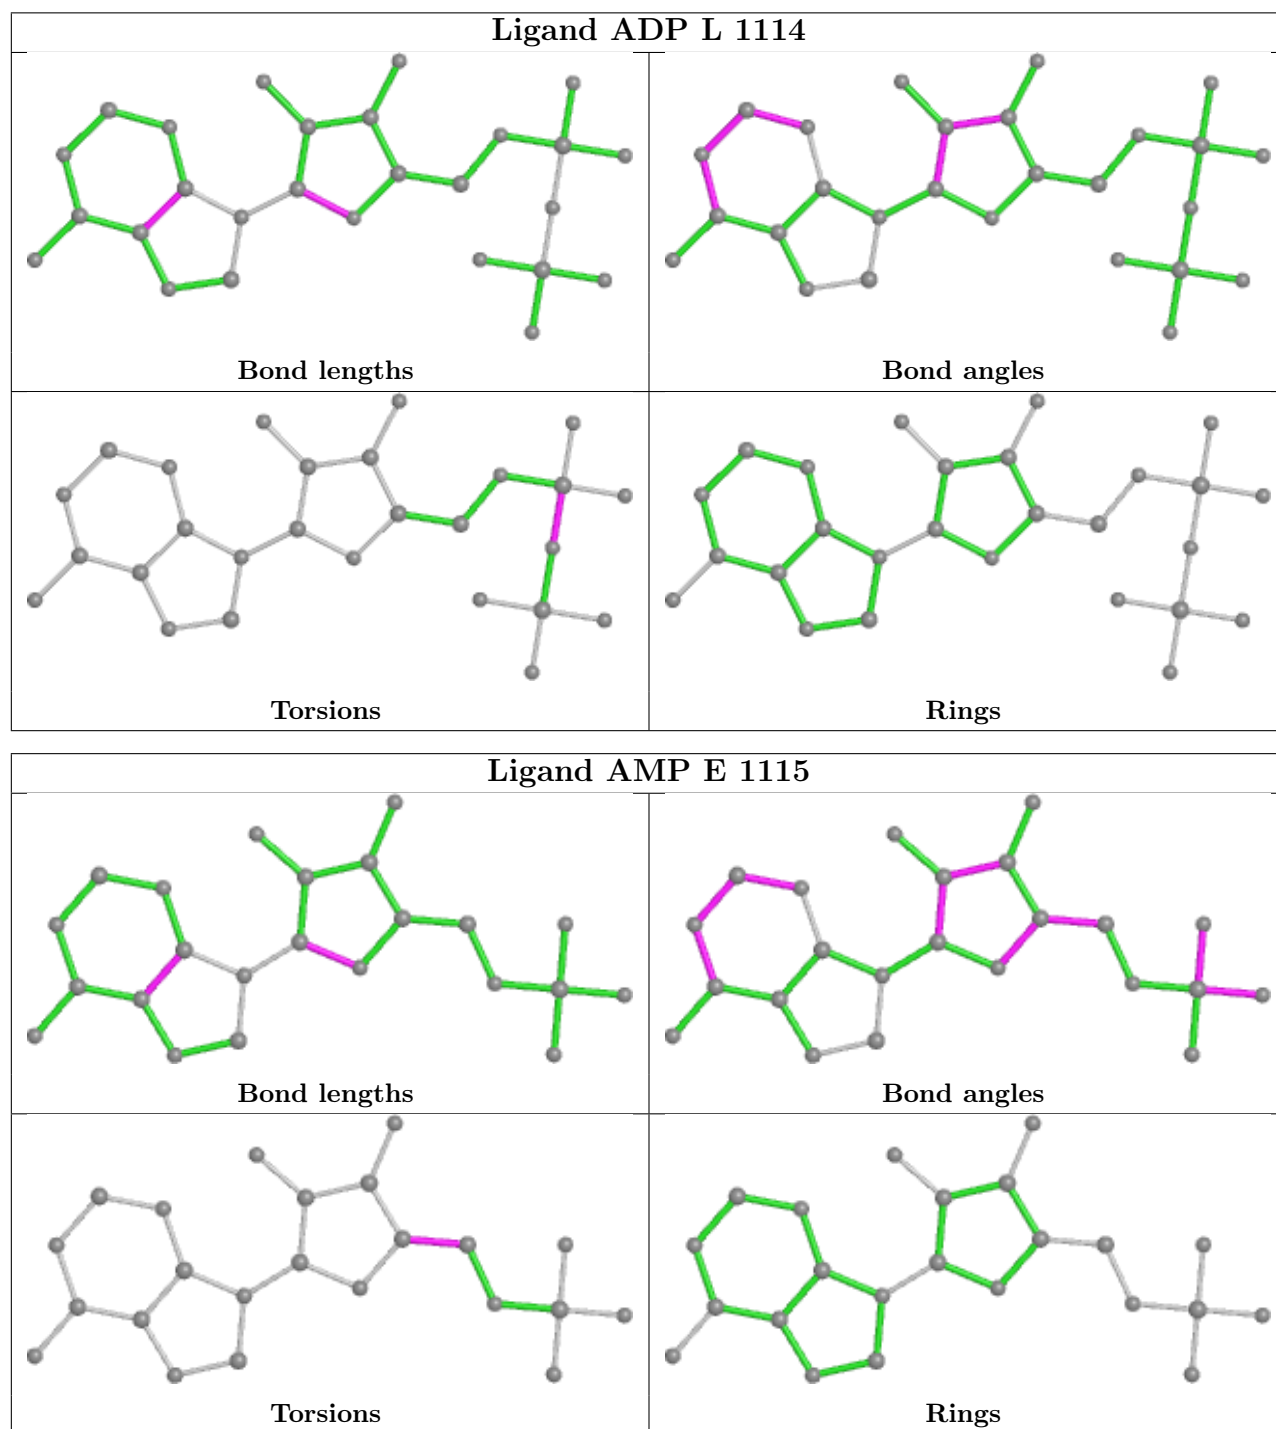 Ligand ADP L 1114
Bond lengths
Bond angles
Torsions
Rings
Ligand AMP E 1115
Bond lengths
Bond angles
Torsions
Rings